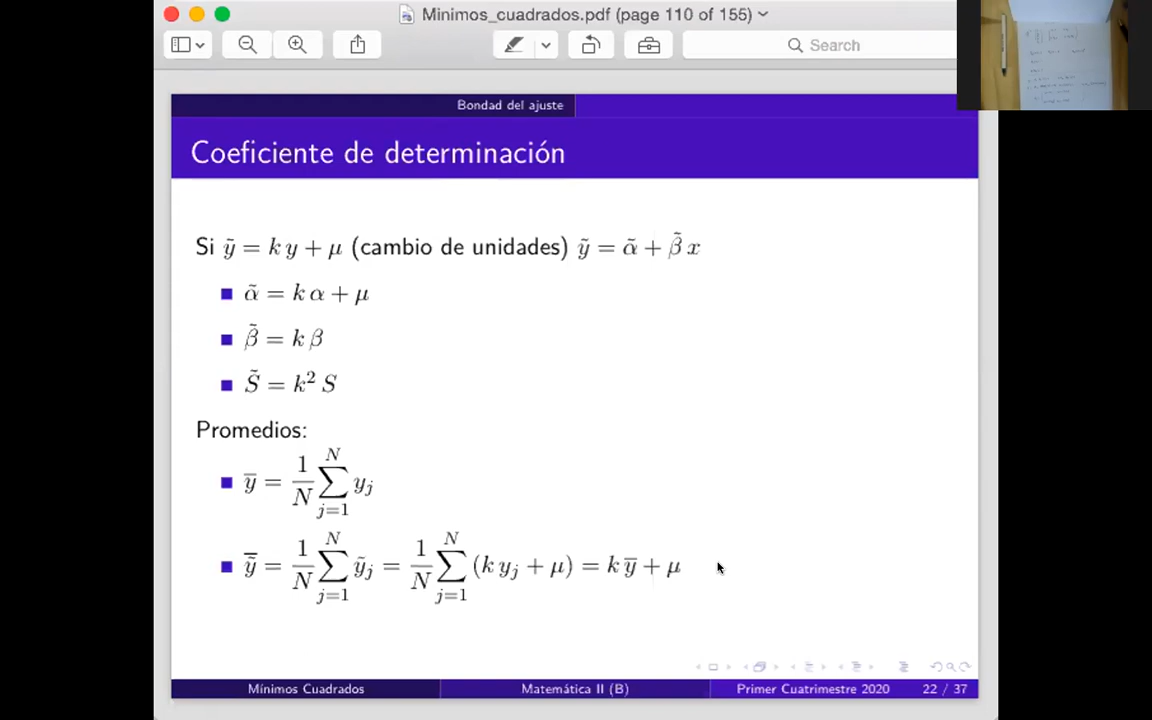 Minimos_cuadrados.pdf (page 110 of 155)
Search
Bondad del ajuste
Coeficiente de determinación
Si ỹ = k y + μ (cambio de unidades) ỹ = α̃ + β̃ x
α̃ = k α + μ
β̃ = k β
S̃ = k² S
Promedios:
y̅ = 1/N ∑_{j=1}^{N} y_j
ỹ̅ = 1/N ∑_{j=1}^{N} ỹ_j = 1/N ∑_{j=1}^{N} (k y_j + μ) = k y̅ + μ
Mínimos Cuadrados Matemática II (B) Primer Cuatrimestre 2020 22 / 37